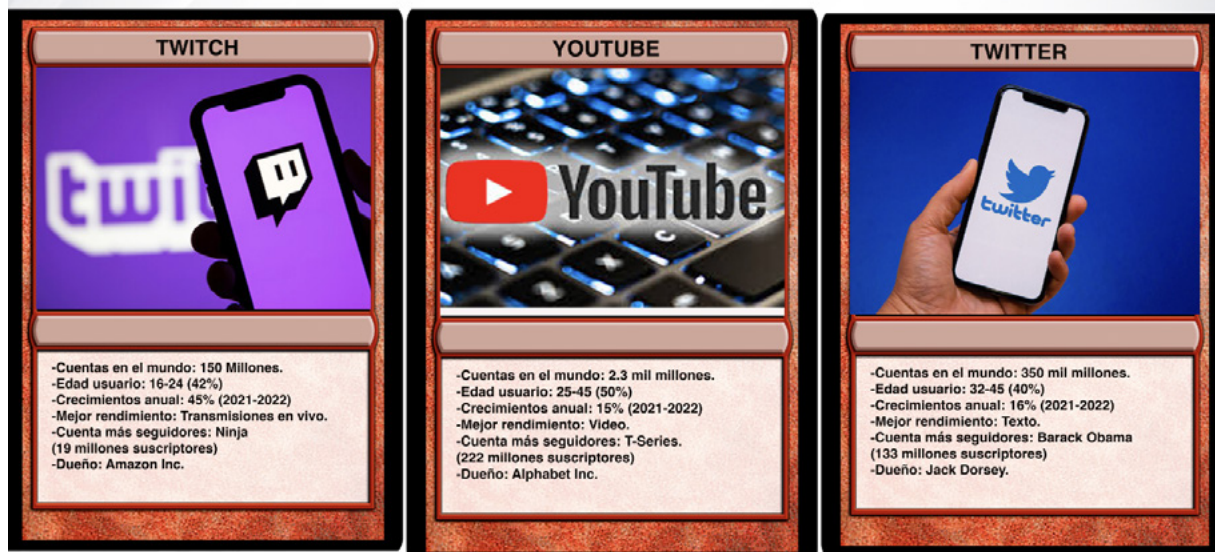 TWITCH
twit
-Cuentas en el mundo: 150 Millones.
-Edad usuario: 16-24 (42%)
-Crecimientos anual: 45% (2021-2022)
-Mejor rendimiento: Transmisiones en vivo.
-Cuenta más seguidores: Ninja
(19 millones suscriptores)
-Dueño: Amazon Inc.
YOUTUBE
YouTube
-Cuentas en el mundo: 2.3 mil millones.
-Edad usuario: 25-45 (50%)
-Crecimientos anual: 15% (2021-2022)
-Mejor rendimiento: Video.
-Cuenta más seguidores: T-Series.
(222 millones suscriptores)
-Dueño: Alphabet Inc.
TWITTER
twitter
-Cuentas en el mundo: 350 mil millones.
-Edad usuario: 32-45 (40%)
-Crecimientos anual: 16% (2021-2022)
-Mejor rendimiento: Texto.
-Cuenta más seguidores: Barack Obama
(133 millones suscriptores)
-Dueño: Jack Dorsey.